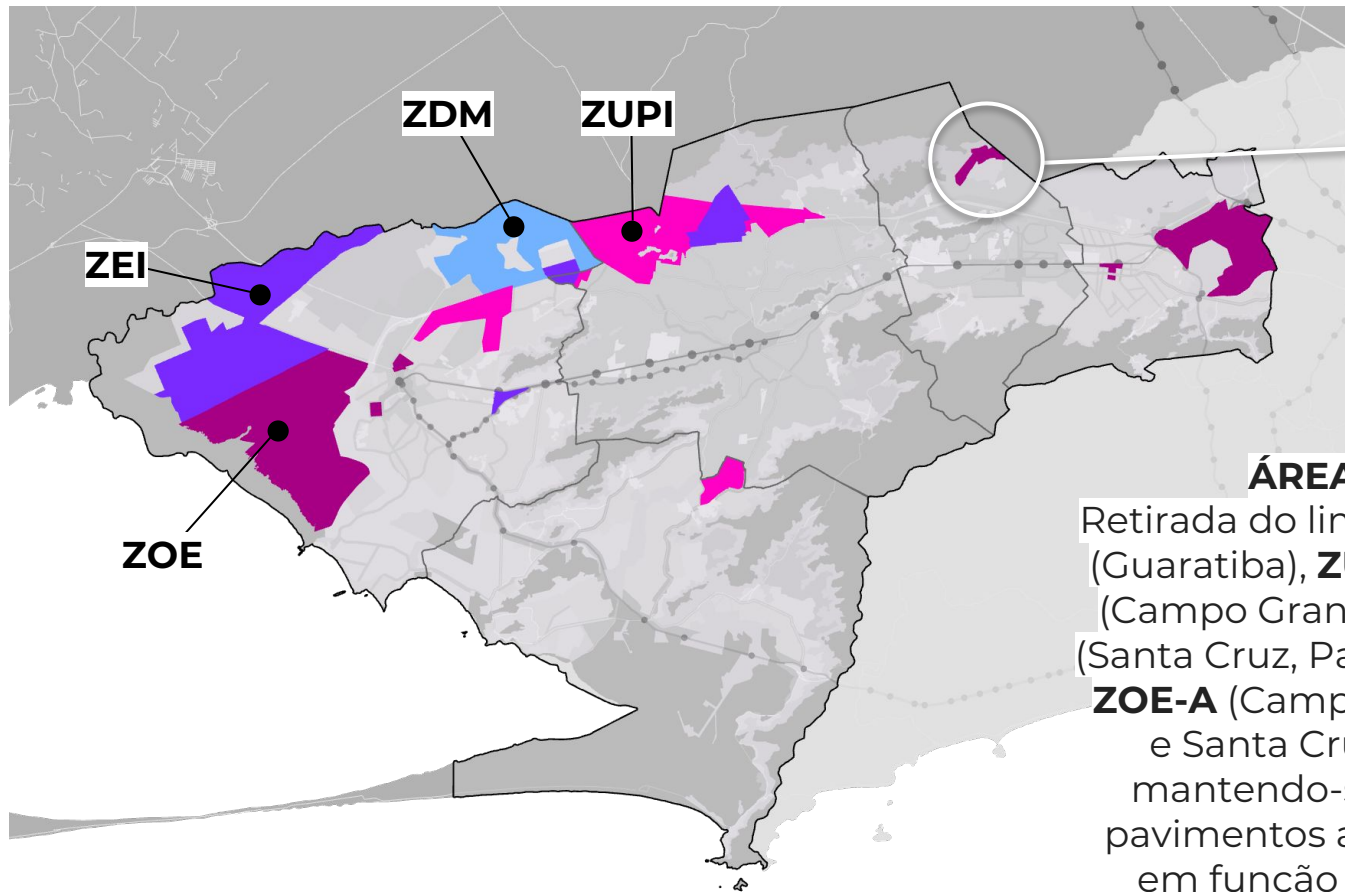 ZDM
ZUPI
ZEI
ZOE
ÁREA
Retirada do lim
(Guaratiba), ZU
(Campo Gran
(Santa Cruz, Pa
ZOE-A (Camp
e Santa Cru
mantendo-s
pavimentos a
em função